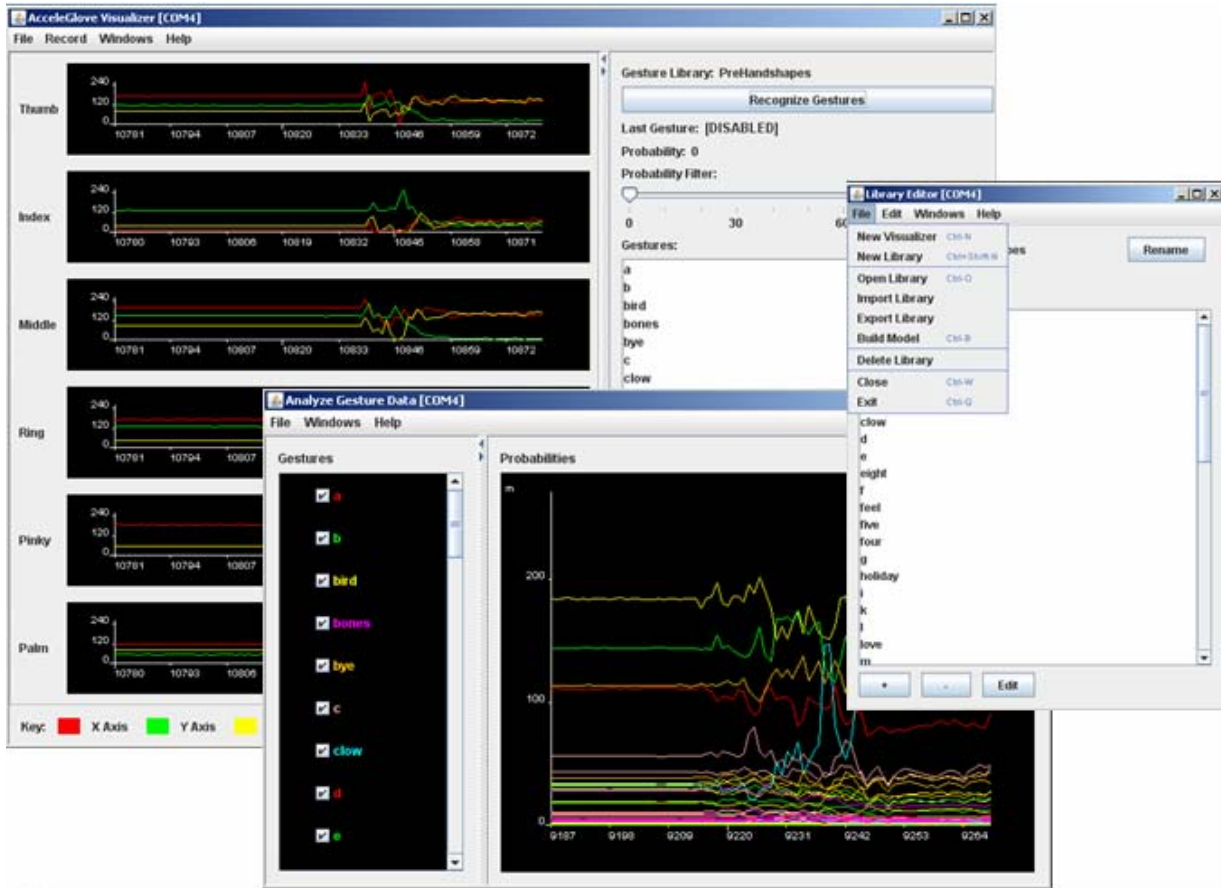 AcceleGlove Visualizer [COM4]
File Record Windows Help
Thumb
240
120
0
10781 10794 10807 10820 10833 10846 10859 10872
Index
240
120
0
10780 10793 10806 10819 10832 10845 10858 10871
Middle
240
120
0
10781 10794 10807 10820 10833 10846 10859 10872
Ring
240
120
0
10781 10794 10807
Pinky
240
120
0
10781 10794 10807
Palm
240
120
0
10780 10793 10806
Key: X Axis Y Axis
Gesture Library: PreHandshapes
Recognize Gestures
Last Gesture: [DISABLED]
Probability: 0
Probability Filter:
0 30
Gestures:
a
b
bird
bones
bye
c
clow
Analyze Gesture Data [COM4]
File Windows Help
Gestures
a
b
bird
bones
bye
c
clow
d
e
Probabilities
m
200
100
0
9187 9198 9209 9220 9231 9242 9253 9264
Library Editor [COM4]
File Edit Windows Help
New Visualizer Ctrl-N
New Library Ctrl+Shift-N
Open Library Ctrl-O
Import Library
Export Library
Build Model Ctrl-B
Delete Library
Close Ctrl-W
Exit Ctrl-Q
Rename
clow
d
e
eight
f
feel
five
four
g
holiday
i
k
l
love
m
+ - Edit